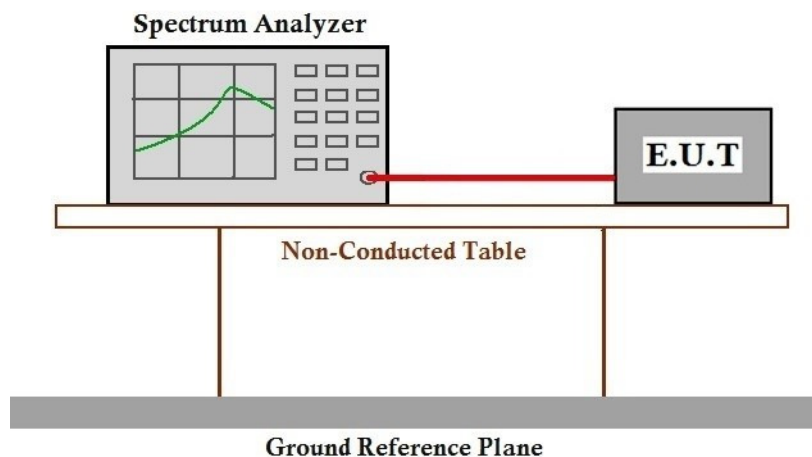 Spectrum Analyzer
E.U.T
Non-Conducted Table
Ground Reference Plane